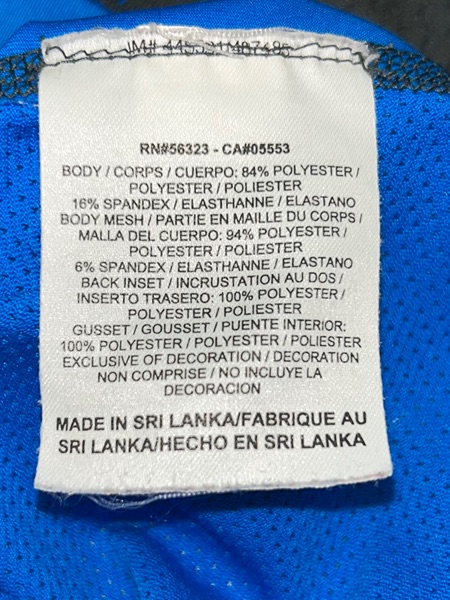 RN#56323 - CA#05553
BODY / CORPS / CUERPO: 84% POLYESTER /
POLYESTER / POLIESTER
16% SPANDEX / ELASTHANNE / ELASTANO
BODY MESH / PARTIE EN MAILLE DU CORPS /
MALLA DEL CUERPO: 94% POLYESTER /
POLYESTER / POLIESTER
6% SPANDEX / ELASTHANNE / ELASTANO
BACK INSET / INCRUSTATION AU DOS /
INSERTO TRASERO: 100% POLYESTER /
POLYESTER / POLIESTER
GUSSET / GOUSSET / PUENTE INTERIOR:
100% POLYESTER / POLYESTER / POLIESTER
EXCLUSIVE OF DECORATION / DECORATION
NON COMPRISE / NO INCLUYE LA
DECORACION
MADE IN SRI LANKA/FABRIQUE AU
SRI LANKA/HECHO EN SRI LANKA